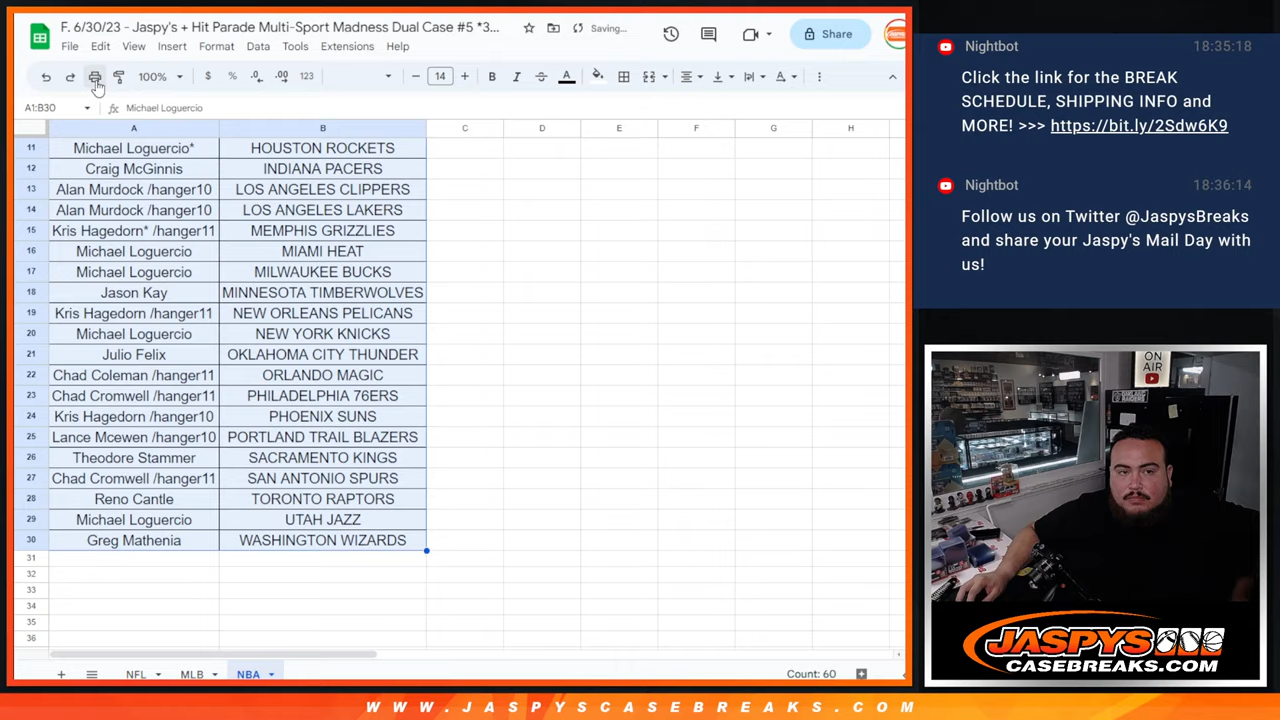 F. 6/30/23 - Jaspy's + Hit Parade Multi-Sport Madness Dual Case #5 *3...
Saving...
Share
File Edit View Insert Format Data Tools Extensions Help
100% $ % .0 .00 123 14 B I A
A1:B30 fx Michael Loguercio
A B C D E F G H
11 Michael Loguercio* HOUSTON ROCKETS
12 Craig McGinnis INDIANA PACERS
13 Alan Murdock /hanger10 LOS ANGELES CLIPPERS
14 Alan Murdock /hanger10 LOS ANGELES LAKERS
15 Kris Hagedorn* /hanger11 MEMPHIS GRIZZLIES
16 Michael Loguercio MIAMI HEAT
17 Michael Loguercio MILWAUKEE BUCKS
18 Jason Kay MINNESOTA TIMBERWOLVES
19 Kris Hagedorn /hanger11 NEW ORLEANS PELICANS
20 Michael Loguercio NEW YORK KNICKS
21 Julio Felix OKLAHOMA CITY THUNDER
22 Chad Coleman /hanger11 ORLANDO MAGIC
23 Chad Cromwell /hanger11 PHILADELPHIA 76ERS
24 Kris Hagedorn /hanger10 PHOENIX SUNS
25 Lance Mcewen /hanger10 PORTLAND TRAIL BLAZERS
26 Theodore Stammer SACRAMENTO KINGS
27 Chad Cromwell /hanger11 SAN ANTONIO SPURS
28 Reno Cantle TORONTO RAPTORS
29 Michael Loguercio UTAH JAZZ
30 Greg Mathenia WASHINGTON WIZARDS
31
32
33
34
35
36
NFL MLB NBA Count: 60
Nightbot 18:35:18
Click the link for the BREAK
SCHEDULE, SHIPPING INFO and
MORE! >>> https://bit.ly/2Sdw6K9
Nightbot 18:36:14
Follow us on Twitter @JaspysBreaks
and share your Jaspy's Mail Day with
us!
ON
AIR
JASPYS
CASEBREAKS.COM
WWW.JASPYSCASEBREAKS.COM